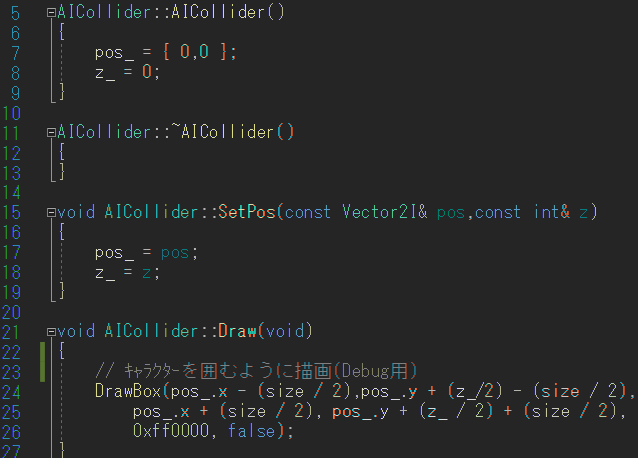 5 AICollider::AICollider()
6 {
7 pos_ = [ 0,0 ];
8 z_ = 0;
9 }
10
11 AICollider::~AICollider()
12 {
13 }
14
15 void AICollider::SetPos(const Vector2I& pos,const int& z)
16 {
17 pos_ = pos;
18 z_ = z;
19 }
20
21 void AICollider::Draw(void)
22 {
23 // ｷｬﾗｸﾀｰを囲むように描画(Debug用)
24 DrawBox(pos_.x - (size / 2),pos_.y + (z_/2) - (size / 2),
25 pos_.x + (size / 2), pos_.y + (z_ / 2) + (size / 2),
26 0xff0000, false);
27 }